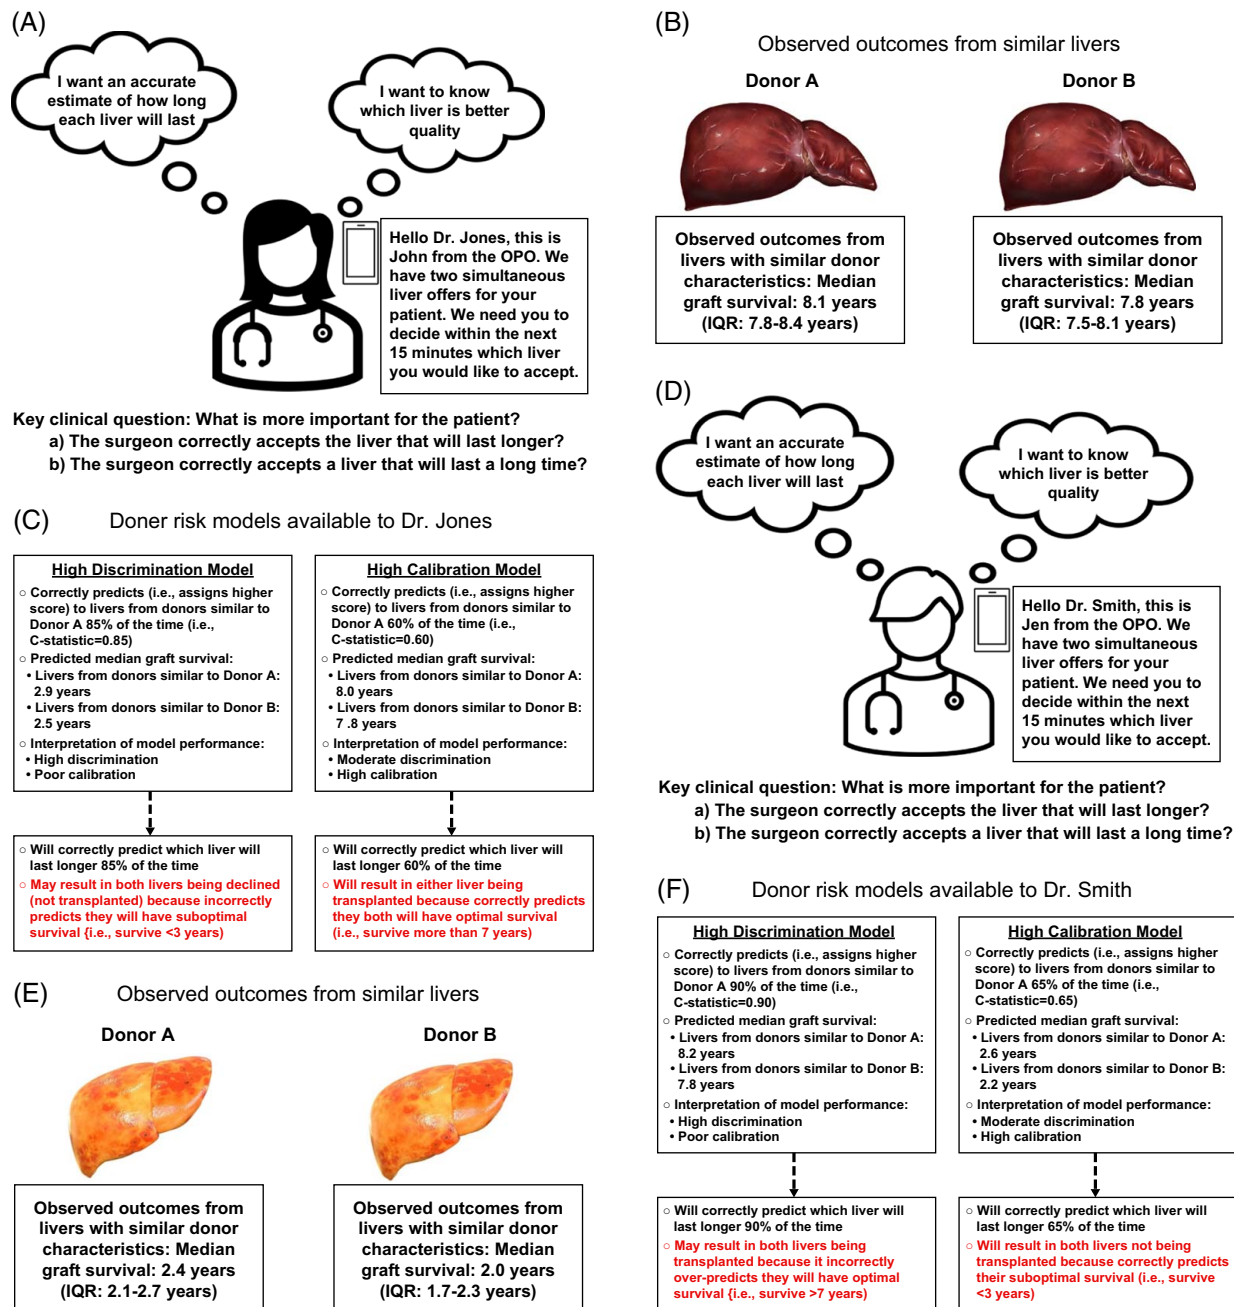 (A)
I want an accurate
estimate of how long
each liver will last
I want to know
which liver is better
quality
Hello Dr. Jones, this is
John from the OPO. We
have two simultaneous
liver offers for your
patient. We need you to
decide within the next
15 minutes which liver
you would like to accept.
Key clinical question: What is more important for the patient?
a) The surgeon correctly accepts the liver that will last longer?
b) The surgeon correctly accepts a liver that will last a long time?
(B)
Observed outcomes from similar livers
Donor A
Donor B
Observed outcomes from
livers with similar donor
characteristics: Median
graft survival: 8.1 years
(IQR: 7.8-8.4 years)
Observed outcomes from
livers with similar donor
characteristics: Median
graft survival: 7.8 years
(IQR: 7.5-8.1 years)
(C)
Doner risk models available to Dr. Jones
High Discrimination Model
○ Correctly predicts (i.e., assigns higher
score) to livers from donors similar to
Donor A 85% of the time (i.e.,
C-statistic=0.85)
○ Predicted median graft survival:
• Livers from donors similar to Donor A:
2.9 years
• Livers from donors similar to Donor B:
2.5 years
○ Interpretation of model performance:
• High discrimination
• Poor calibration
○ Will correctly predict which liver will
last longer 85% of the time
○ May result in both livers being declined
(not transplanted) because incorrectly
predicts they will have suboptimal
survival {i.e., survive <3 years)
High Calibration Model
○ Correctly predicts (i.e., assigns higher
score) to livers from donors similar to
Donor A 60% of the time (i.e.,
C-statistic=0.60)
○ Predicted median graft survival:
• Livers from donors similar to Donor A:
8.0 years
• Livers from donors similar to Donor B:
7 .8 years
○ Interpretation of model performance:
• Moderate discrimination
• High calibration
○ Will correctly predict which liver will
last longer 60% of the time
○ Will result in either liver being
transplanted because correctly predicts
they both will have optimal survival
(i.e., survive more than 7 years)
(D)
I want an accurate
estimate of how long
each liver will last
I want to know
which liver is better
quality
Hello Dr. Smith, this is
Jen from the OPO. We
have two simultaneous
liver offers for your
patient. We need you to
decide within the next
15 minutes which liver
you would like to accept.
Key clinical question: What is more important for the patient?
a) The surgeon correctly accepts the liver that will last longer?
b) The surgeon correctly accepts a liver that will last a long time?
(E)
Observed outcomes from similar livers
Donor A
Donor B
Observed outcomes from
livers with similar donor
characteristics: Median
graft survival: 2.4 years
(IQR: 2.1-2.7 years)
Observed outcomes from
livers with similar donor
characteristics: Median
graft survival: 2.0 years
(IQR: 1.7-2.3 years)
(F)
Donor risk models available to Dr. Smith
High Discrimination Model
○ Correctly predicts (i.e., assigns higher
score) to livers from donors similar to
Donor A 90% of the time (i.e.,
C-statistic=0.90)
○ Predicted median graft survival:
• Livers from donors similar to Donor A:
8.2 years
• Livers from donors similar to Donor B:
7.8 years
○ Interpretation of model performance:
• High discrimination
• Poor calibration
○ Will correctly predict which liver will
last longer 90% of the time
○ May result in both livers being
transplanted because it incorrectly
over-predicts they will have optimal
survival {i.e., survive >7 years)
High Calibration Model
○ Correctly predicts (i.e., assigns higher
score) to livers from donors similar to
Donor A 65% of the time (i.e.,
C-statistic=0.65)
○ Predicted median graft survival:
• Livers from donors similar to Donor A:
2.6 years
• Livers from donors similar to Donor B:
2.2 years
○ Interpretation of model performance:
• Moderate discrimination
• High calibration
○ Will correctly predict which liver will
last longer 65% of the time
○ Will result in both livers not being
transplanted because correctly predicts
their suboptimal survival (i.e., survive
<3 years)